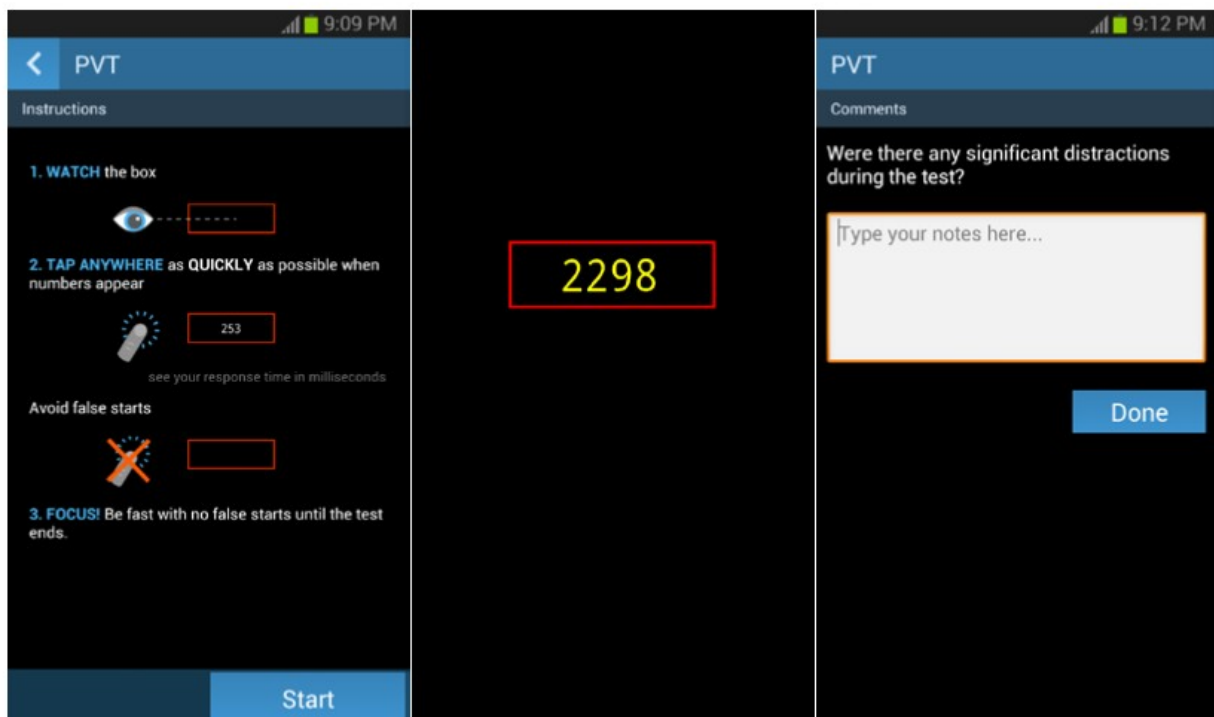 9:09 PM
PVT
Instructions
1. WATCH the box
2. TAP ANYWHERE as QUICKLY as possible when
numbers appear
253
see your response time in milliseconds
Avoid false starts
3. FOCUS! Be fast with no false starts until the test
ends.
Start
2298
9:12 PM
PVT
Comments
Were there any significant distractions
during the test?
Type your notes here...
Done